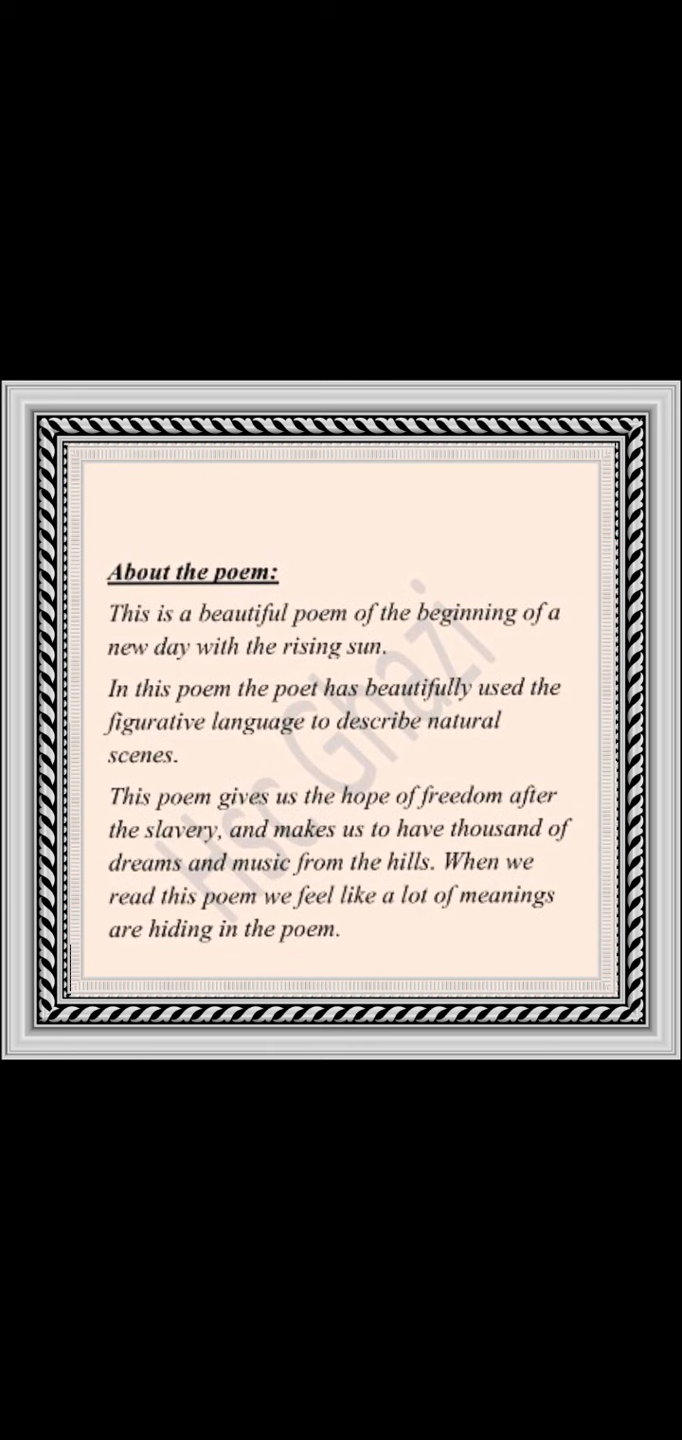 About the poem:
This is a beautiful poem of the beginning of a
new day with the rising sun.
In this poem the poet has beautifully used the
figurative language to describe natural
scenes.
This poem gives us the hope of freedom after
the slavery, and makes us to have thousand of
dreams and music from the hills. When we
read this poem we feel like a lot of meanings
are hiding in the poem.
Hsc Ghazi